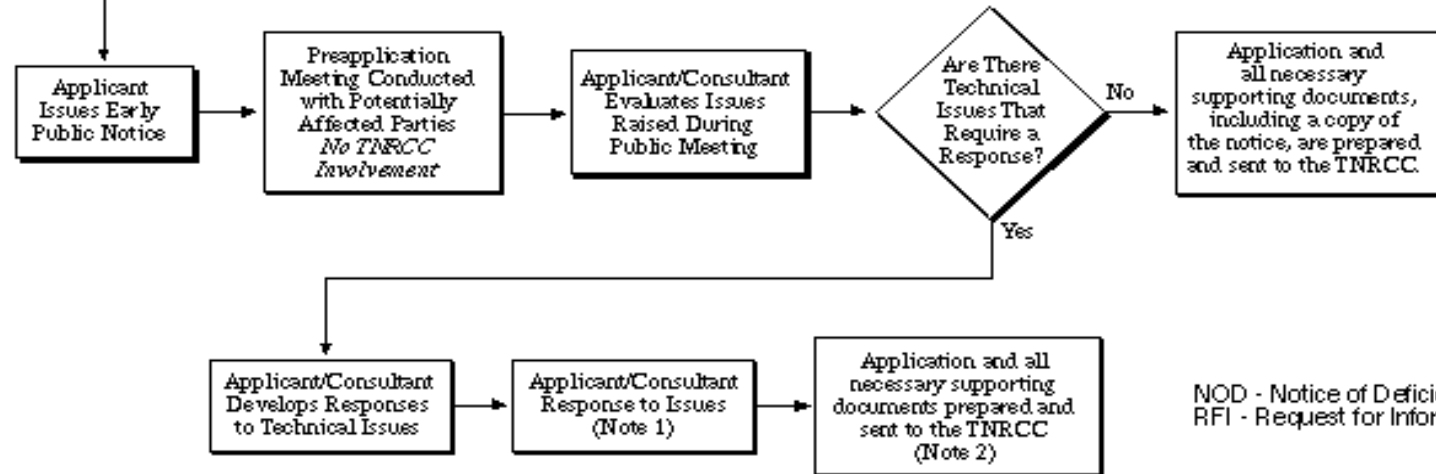 Applicant
Issues Early
Public Notice
Preapplication
Meeting Conducted
with Potentially
Affected Parties
No TNRCC
Involvement
Applicant/Consultant
Evaluates Issues
Raised During
Public Meeting
Are There
Technical
Issues That
Require a
Response?
No
Application and
all necessary
supporting documents,
including a copy of
the notice, are prepared
and sent to the TNRCC.
Yes
Applicant/Consultant
Develops Responses
to Technical Issues
Applicant/Consultant
Response to Issues
(Note 1)
Application and all
necessary supporting
documents prepared and
sent to the TNRCC
(Note 2)
NOD - Notice of
RFI - Request for